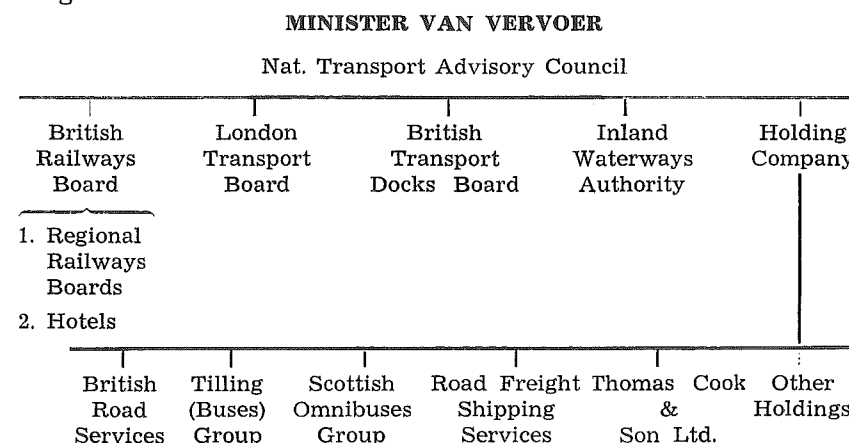 MINISTER VAN VERVOER
Nat. Transport Advisory Council
British Railways Board
London Transport Board
British Transport Docks Board
Inland Waterways Authority
Holding Company
1. Regional Railways Boards
2. Hotels
British Road Services
Tilling (Buses) Group
Scottish Omnibuses Group
Road Freight Shipping Services
Thomas Cook & Son Ltd.
Other Holdings